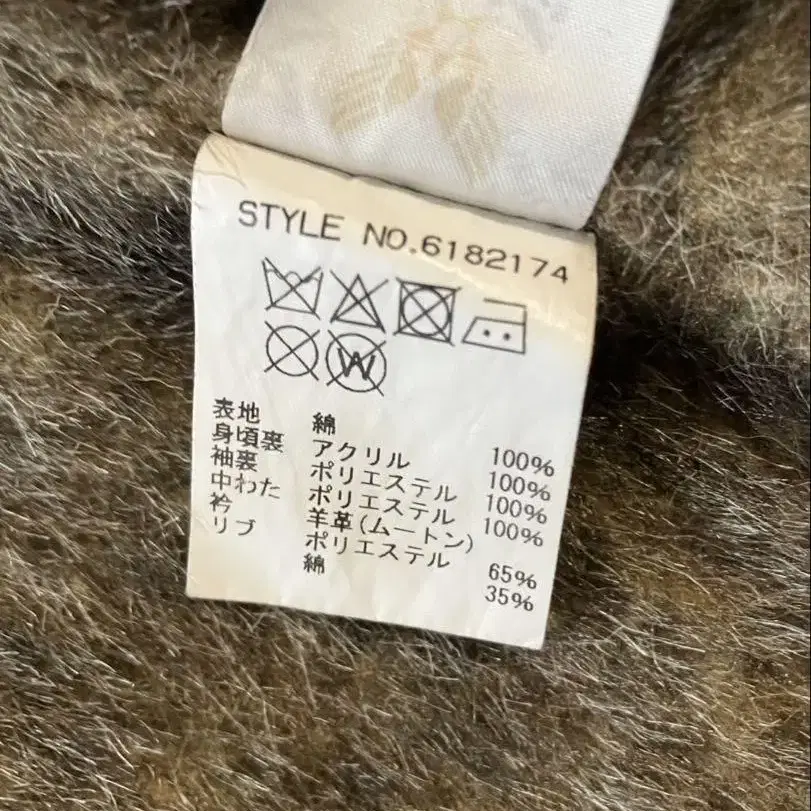 STYLE NO.6182174
W
表地 綿 100%
身頃裏 アクリル 100%
袖裏 ポリエステル 100%
中わた ポリエステル 100%
衿 羊革(ムートン)
リブ ポリエステル 65%
綿 35%